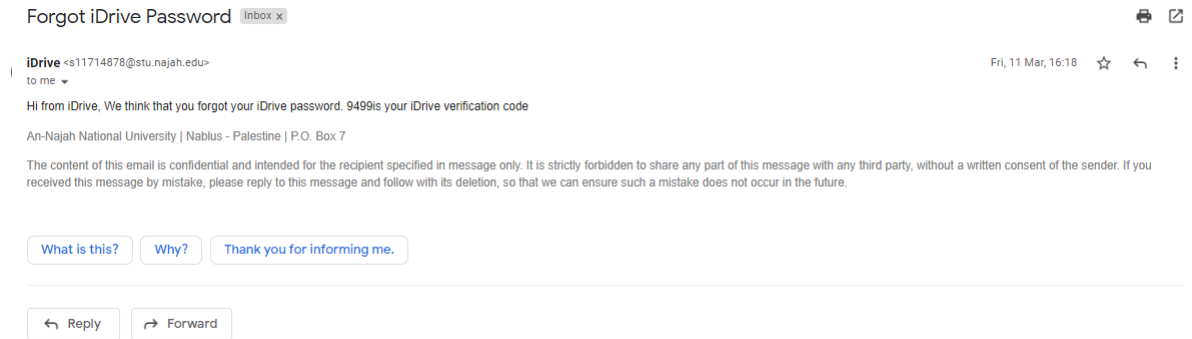 Forgot iDrive Password Inbox x
iDrive <s11714878@stu.najah.edu> Fri, 11 Mar, 16:18
to me
Hi from iDrive, We think that you forgot your iDrive password. 9499is your iDrive verification code
An-Najah National University | Nablus - Palestine | P.O. Box 7
The content of this email is confidential and intended for the recipient specified in message only. It is strictly forbidden to share any part of this message with any third party, without a written consent of the sender. If you
received this message by mistake, please reply to this message and follow with its deletion, so that we can ensure such a mistake does not occur in the future.
What is this? Why? Thank you for informing me.
Reply Forward